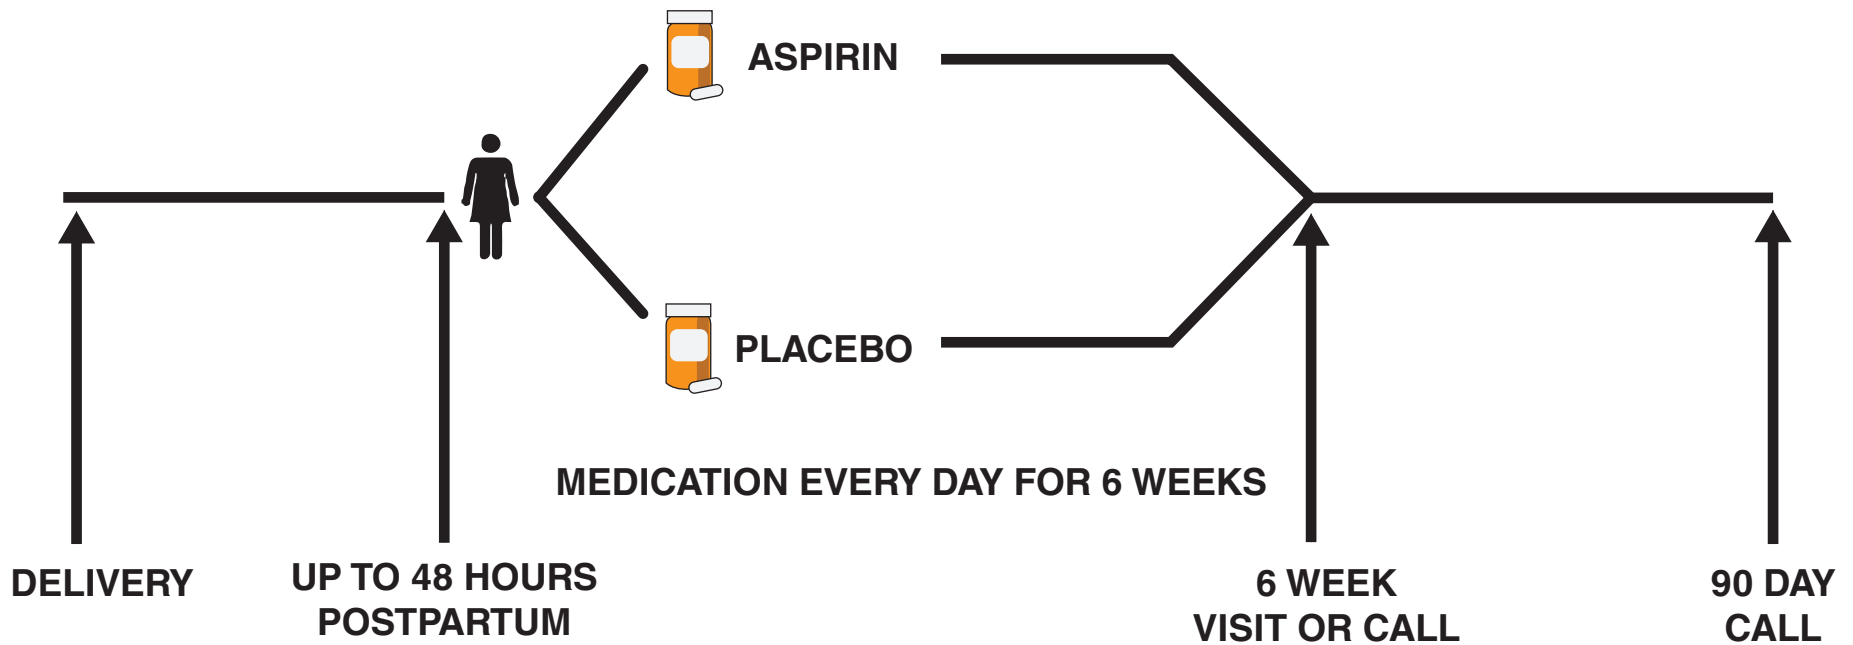 ASPIRIN
PLACEBO
MEDICATION EVERY DAY FOR 6 WEEKS
DELIVERY
UP TO 48 HOURS
POSTPARTUM
6 WEEK
VISIT OR CALL
90 DAY
CALL